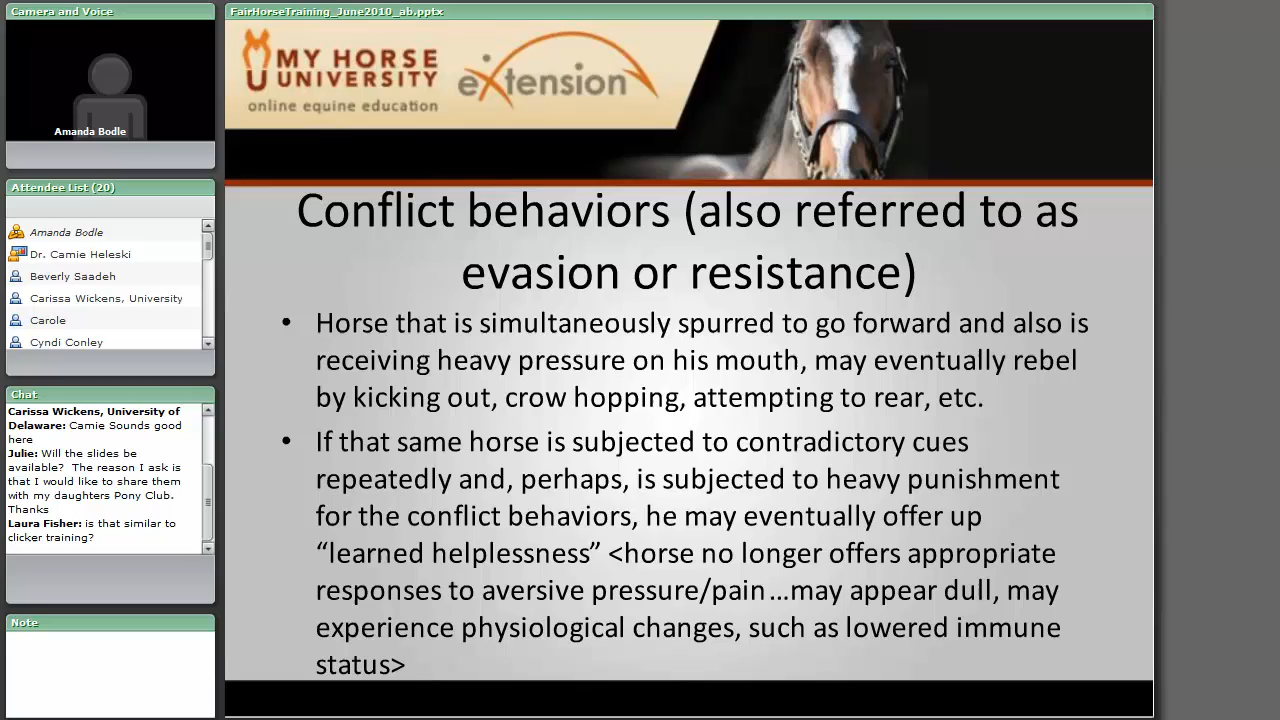 Camera and Voice
Amanda Bodle
Attendee List (20)
Amanda Bodle
Dr. Camie Heleski
Beverly Saadeh
Carissa Wickens, University
Carole
Cyndi Conley
Chat
Carissa Wickens, University of
Delaware: Camie Sounds good
here
Julie: Will the slides be
available? The reason I ask is
that I would like to share them
with my daughters Pony Club.
Thanks
Laura Fisher: is that similar to
clicker training?
Note
FairHorseTraining_June2010_ab.pptx
MY HORSE
UNIVERSITY
online equine education
eXtension
Conflict behaviors (also referred to as
evasion or resistance)
• Horse that is simultaneously spurred to go forward and also is
receiving heavy pressure on his mouth, may eventually rebel
by kicking out, crow hopping, attempting to rear, etc.
• If that same horse is subjected to contradictory cues
repeatedly and, perhaps, is subjected to heavy punishment
for the conflict behaviors, he may eventually offer up
“learned helplessness” <horse no longer offers appropriate
responses to aversive pressure/pain…may appear dull, may
experience physiological changes, such as lowered immune
status>